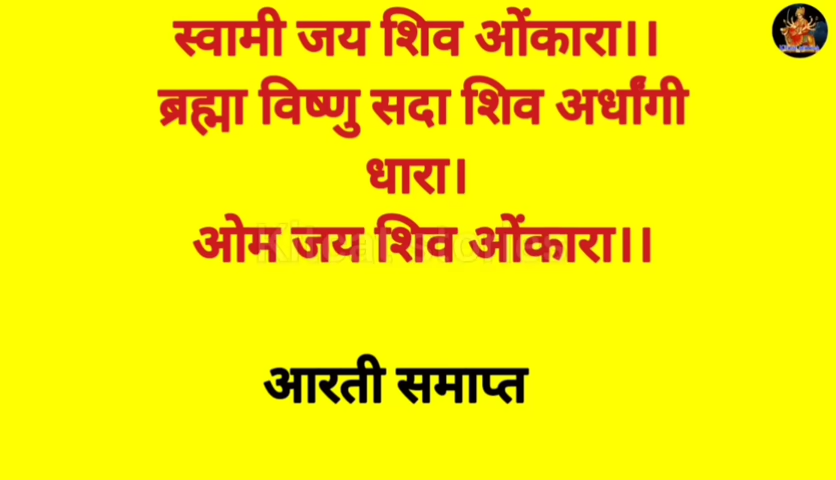 स्वामी जय शिव ओंकारा।।
ब्रह्मा विष्णु सदा शिव अर्धांगी
धारा।
ओम जय शिव ओंकारा।।
आरती समाप्त